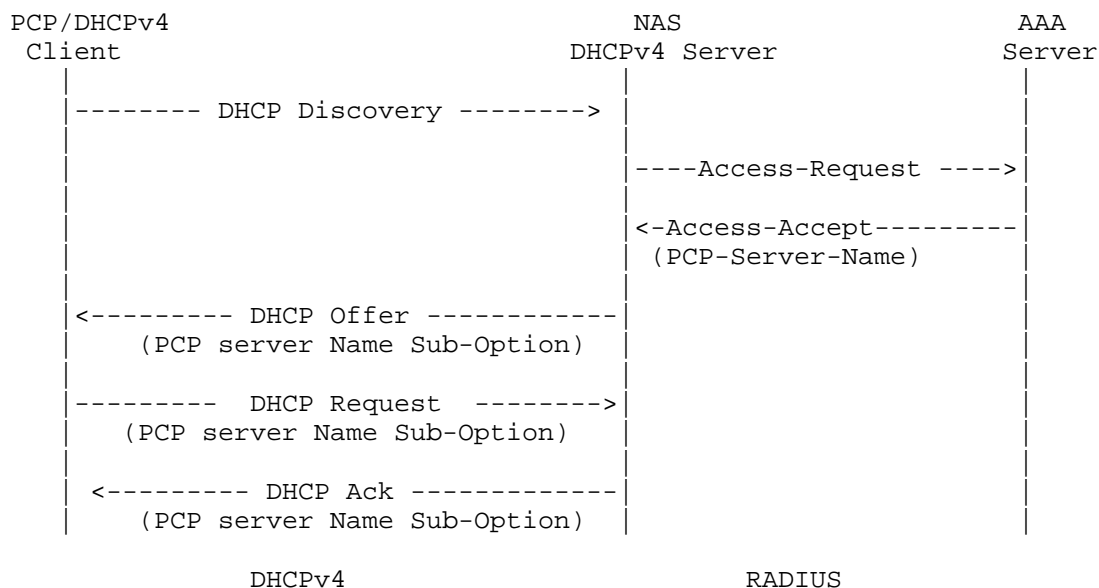 PCP/DHCPv4 NAS AAA
Client DHCPv4 Server Server
|-------- DHCP Discovery -------->|
|----Access-Request ---->|
|<-Access-Accept---------|
(PCP-Server-Name)
|<--------- DHCP Offer ------------|
(PCP server Name Sub-Option)
|--------- DHCP Request -------->|
(PCP server Name Sub-Option)
| <--------- DHCP Ack -------------|
(PCP server Name Sub-Option)
DHCPv4 RADIUS